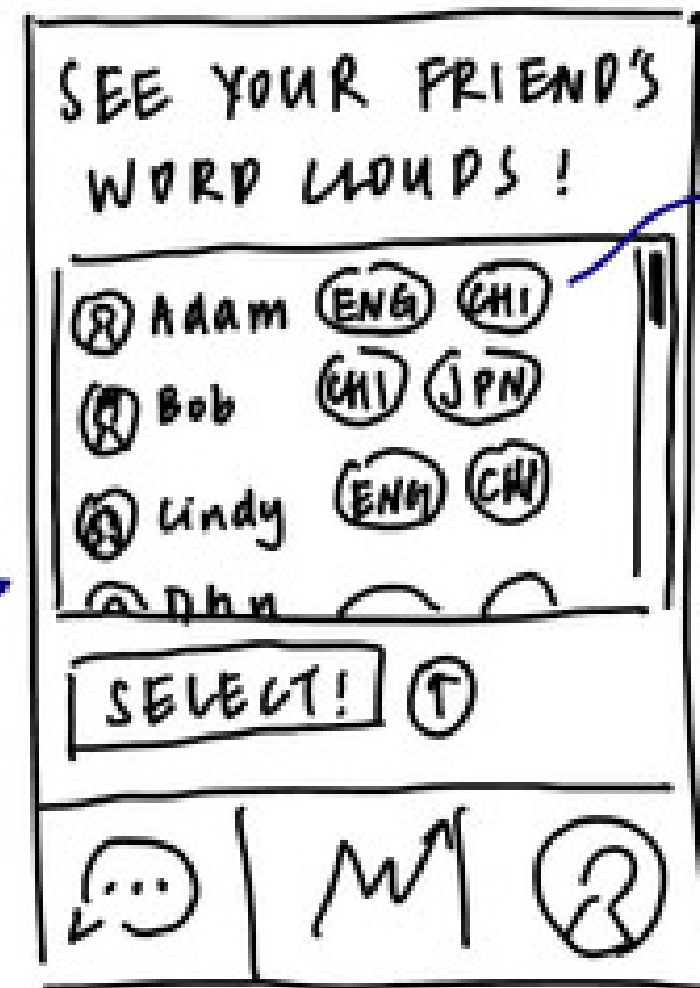 SEE YOUR FRIEND'S
WORD CLOUDS!
Adam ENG CHI
Bob CHI JPN
Cindy ENG CHI
SELECT!